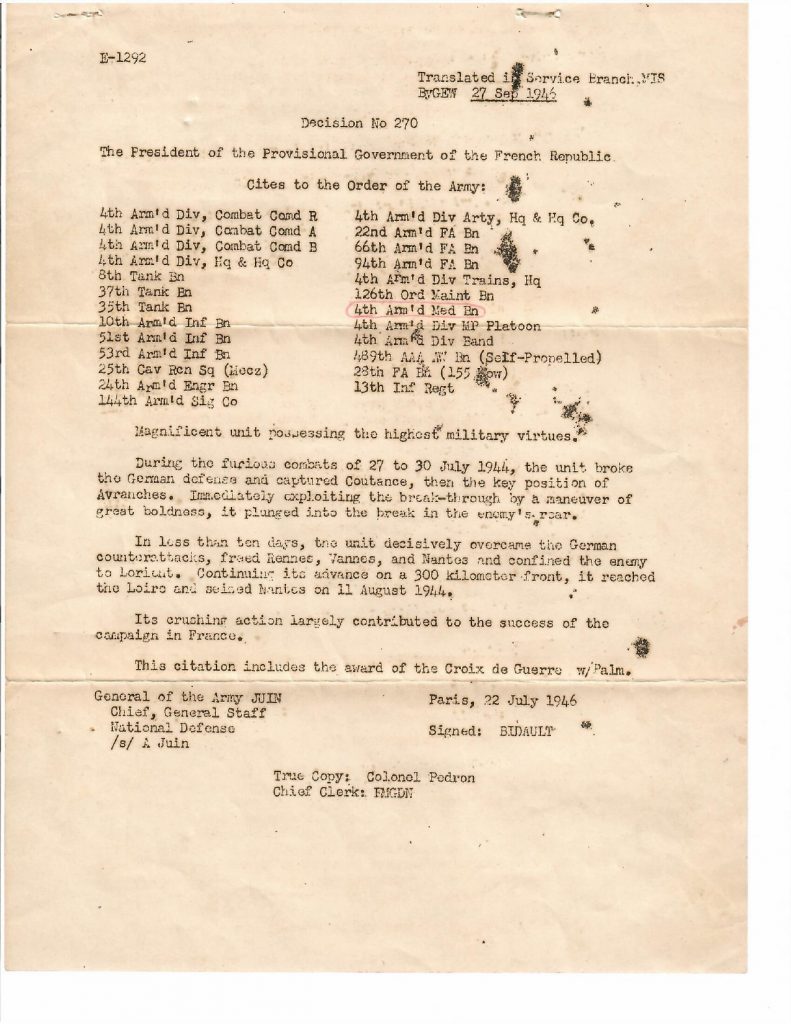 E-1292
Translated in Service Branch, MIS
ByGEW 27 Sep 1946
Decision No 270
The President of the Provisional Government of the French Republic
Cites to the Order of the Army:
4th Arm'd Div, Combat Comd R
4th Arm'd Div, Combat Comd A
4th Arm'd Div, Combat Comd B
4th Arm'd Div, Hq & Hq Co
8th Tank Bn
37th Tank Bn
35th Tank Bn
10th Arm'd Inf Bn
51st Arm'd Inf Bn
53rd Arm'd Inf Bn
25th Cav Rcn Sq (Mecz)
24th Arm'd Engr Bn
144th Arm'd Sig Co
4th Arm'd Div Arty, Hq & Hq Co.
22nd Arm'd FA Bn
66th Arm'd FA Bn
94th Arm'd FA Bn
4th Arm'd Div Trains, Hq
126th Ord Maint Bn
4th Arm'd Med Bn
4th Arm'd Div MP Platoon
4th Arm'd Div Band
489th AAA AW Bn (Self-Propelled)
28th FA Bn (155 How)
13th Inf Regt
Magnificent unit possessing the highest military virtues.
During the furious combats of 27 to 30 July 1944, the unit broke
the German defense and captured Coutance, then the key position of
Avranches. Immediately exploiting the break-through by a maneuver of
great boldness, it plunged into the break in the enemy's rear.
In less than ten days, the unit decisively overcame the German
counterattacks, freed Rennes, Vannes, and Nantes and confined the enemy
to Lorient. Continuing its advance on a 300 kilometer front, it reached
the Loire and seized Nantes on 11 August 1944.
Its crushing action largely contributed to the success of the
campaign in France.
This citation includes the award of the Croix de Guerre w/Palm.
General of the Army JUIN
Chief, General Staff
National Defense
/s/ A Juin
Paris, 22 July 1946
Signed: BIDAULT
True Copy: Colonel Pedron
Chief Clerk: EMGDN